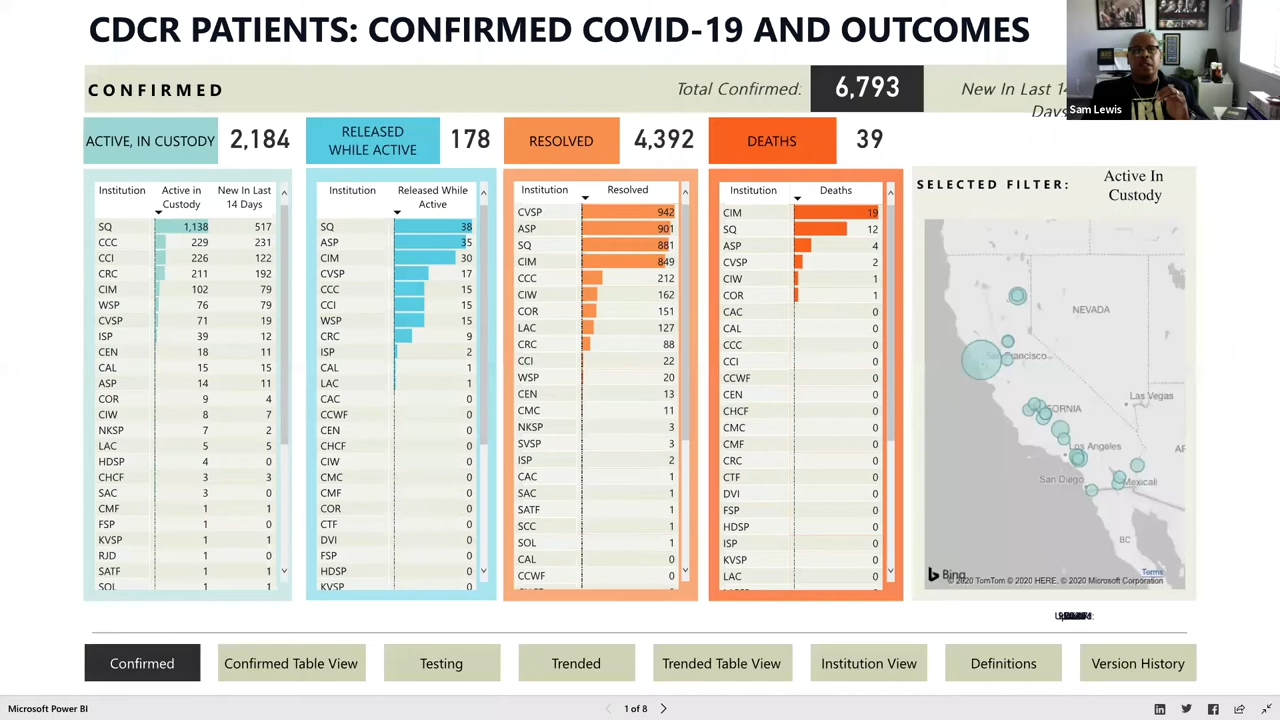 CDCR PATIENTS: CONFIRMED COVID-19 AND OUTCOMES
CONFIRMED
Total Confirmed:
6,793
New In Last
Days
Sam Lewis
ACTIVE, IN CUSTODY
2,184
RELEASED
WHILE ACTIVE
178
RESOLVED
4,392
DEATHS
39
Institution Active in Custody New In Last 14 Days
SQ 1,138 517
CCC 229 231
CCI 226 122
CRC 211 192
CIM 102 79
WSP 76 79
CVSP 71 19
ISP 39 12
CEN 18 11
CAL 15 15
ASP 14 11
COR 9 4
CIW 8 7
NKSP 7 2
LAC 5 5
HDSP 4 0
CHCF 3 3
SAC 3 0
CMF 1 1
FSP 1 0
KVSP 1 1
RJD 1 0
SATF 1 1
SOL 1 1
Institution Released While Active
SQ 38
ASP 35
CIM 30
CVSP 17
CCC 15
CCI 15
WSP 15
CRC 9
ISP 2
CAL 1
LAC 1
CAC 0
CCWF 0
CEN 0
CHCF 0
CIW 0
CMC 0
CMF 0
COR 0
CTF 0
DVI 0
FSP 0
HDSP 0
KVSP 0
Institution Resolved
CVSP 942
ASP 901
SQ 881
CIM 849
CCC 212
CIW 162
COR 151
LAC 127
CRC 88
CCI 22
WSP 20
CEN 13
CMC 11
NKSP 3
SVSP 3
ISP 2
CAC 1
SAC 1
SATF 1
SCC 1
SOL 1
CAL 0
CCWF 0
Institution Deaths
CIM 19
SQ 12
ASP 4
CVSP 2
CIW 1
COR 1
CAC 0
CAL 0
CCC 0
CCI 0
CCWF 0
CEN 0
CHCF 0
CMC 0
CMF 0
CRC 0
CTF 0
DVI 0
FSP 0
HDSP 0
ISP 0
KVSP 0
LAC 0
SELECTED FILTER:
Active In
Custody
NEVADA
San Francisco
Las Vegas
Los Angeles
San Diego
Mexicali
BC
Bing
Terms
© 2020 TomTom © 2020 HERE, © 2020 Microsoft Corporation
Confirmed
Confirmed Table View
Testing
Trended
Trended Table View
Institution View
Definitions
Version History
Microsoft Power BI
1 of 8